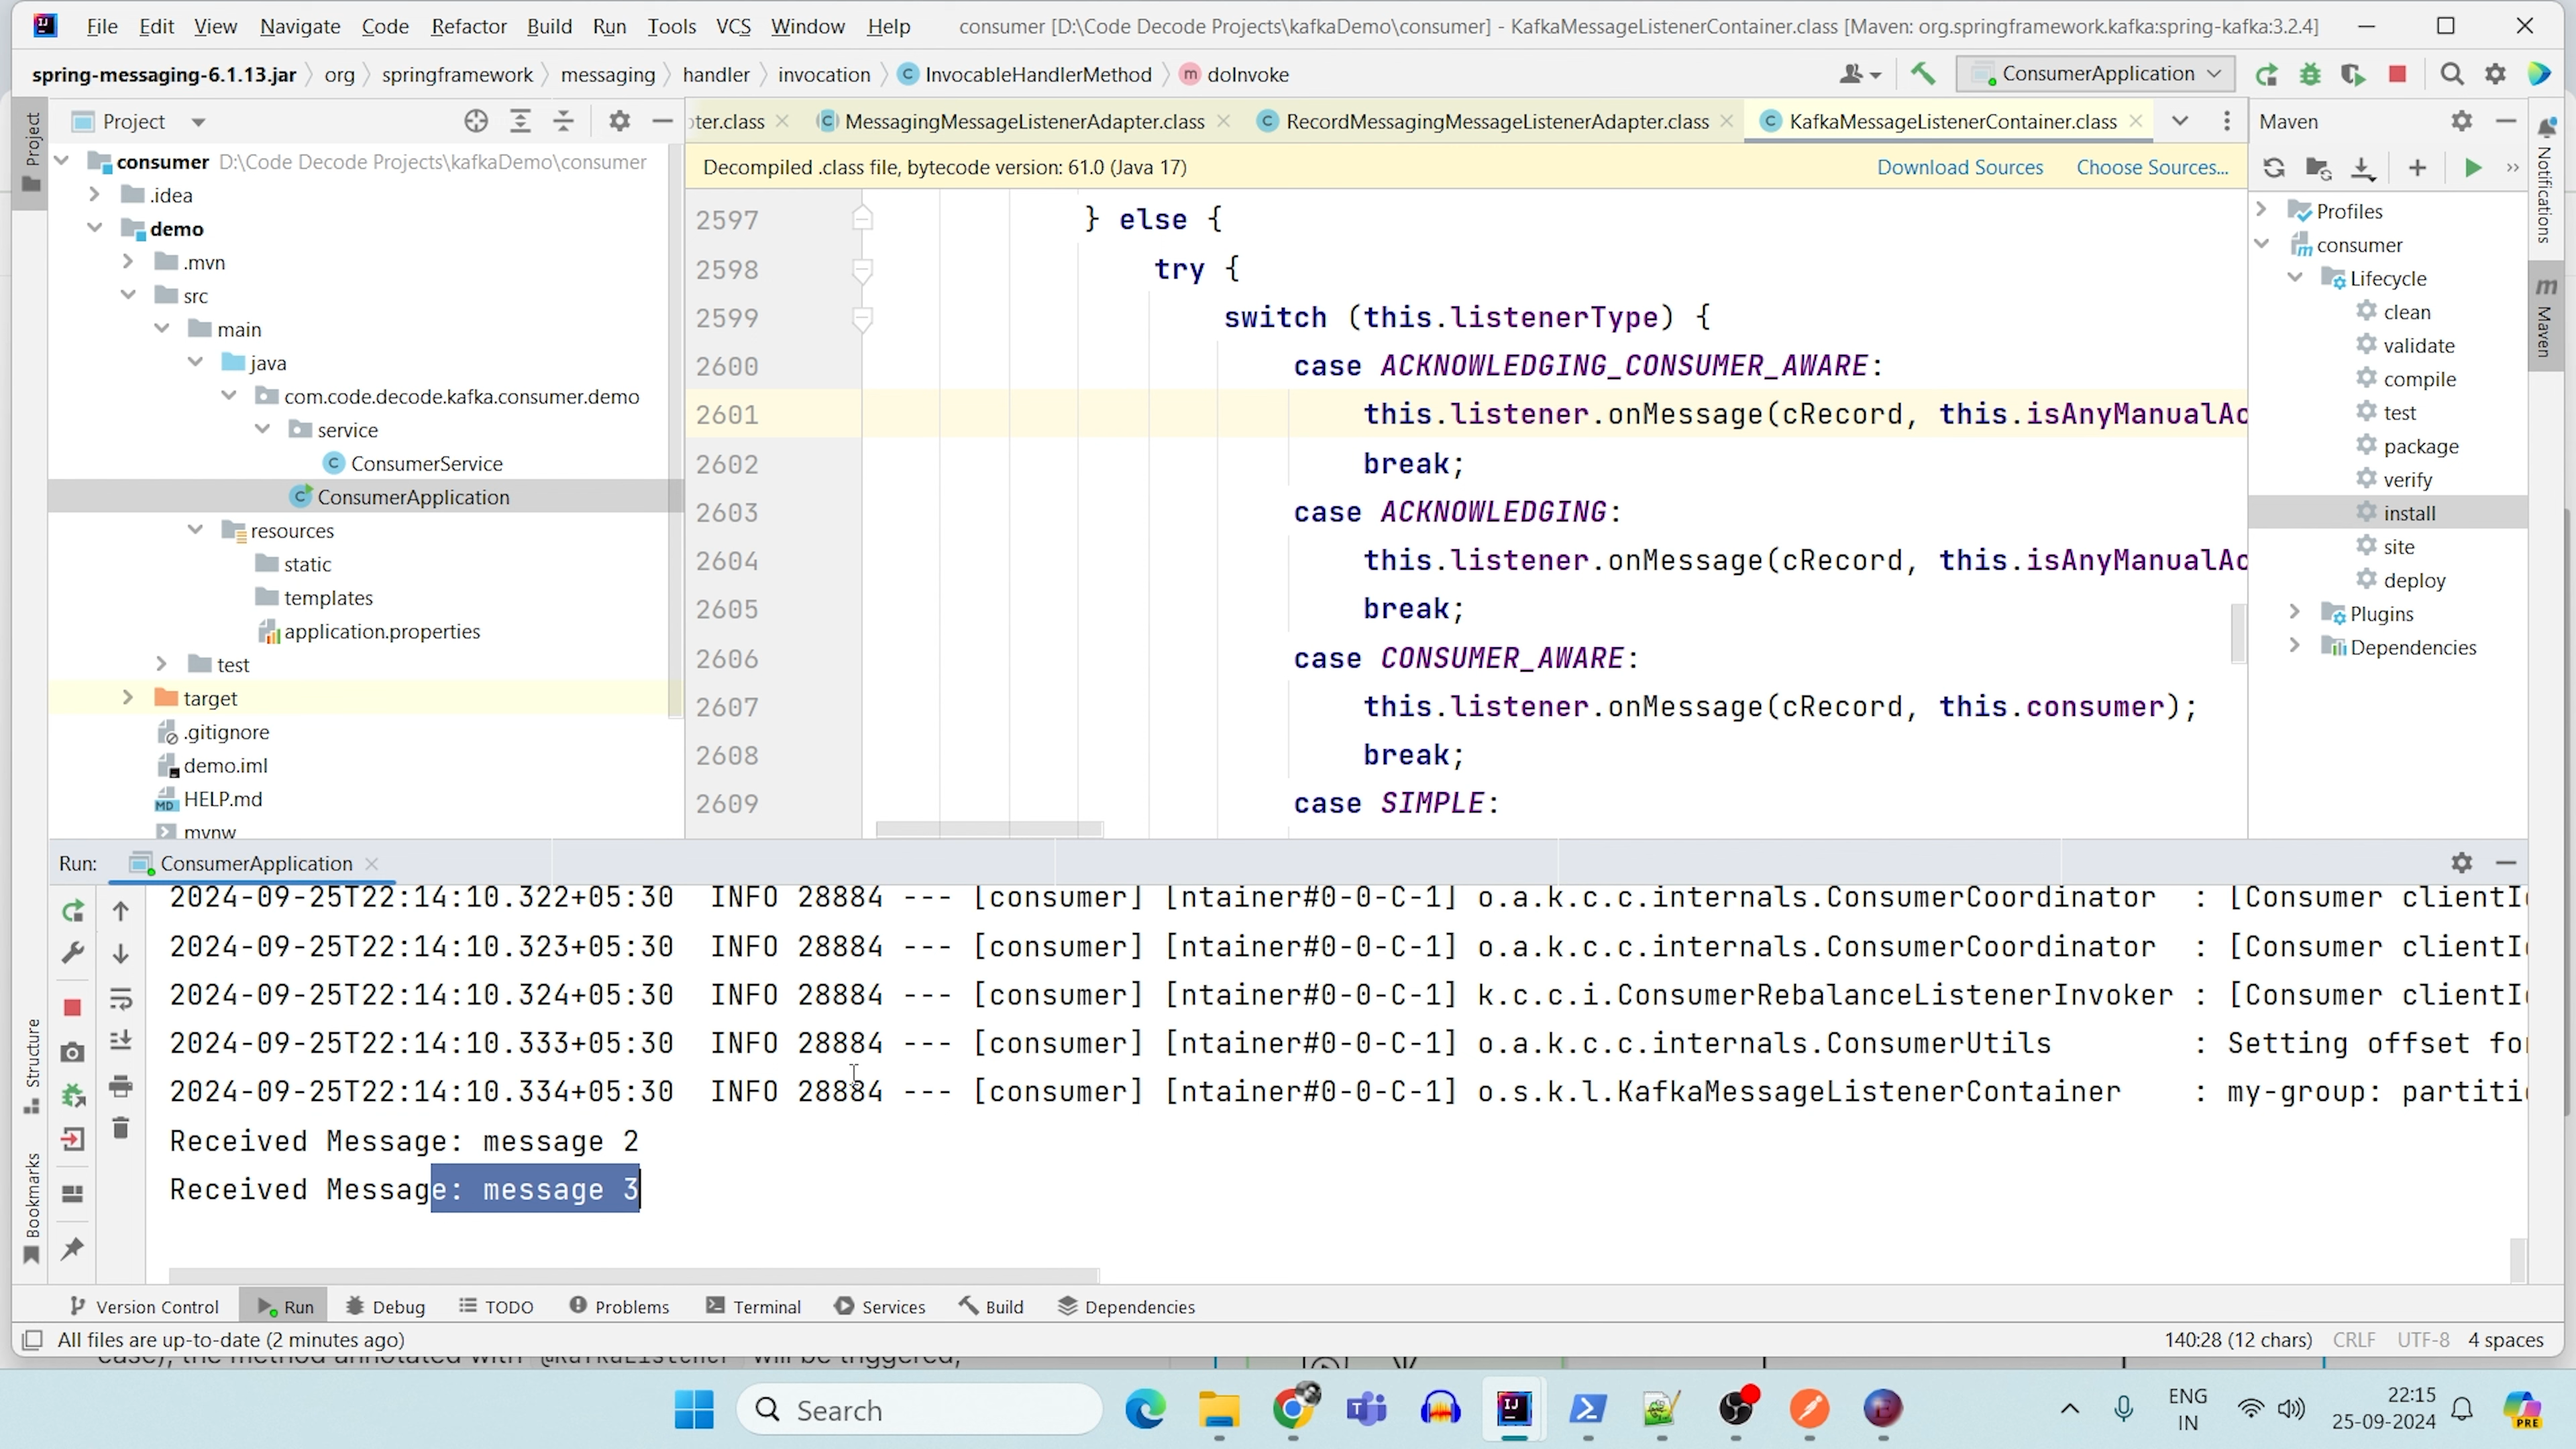 File Edit View Navigate Code Refactor Build Run Tools VCS Window Help consumer [D:\Code Decode Projects\kafkaDemo\consumer] - KafkaMessageListenerContainer.class [Maven: org.springframework.kafka:spring-kafka:3.2.4]
spring-messaging-6.1.13.jar org springframework messaging handler invocation InvocableHandlerMethod doInvoke ConsumerApplication
Project ter.class MessagingMessageListenerAdapter.class RecordMessagingMessageListenerAdapter.class KafkaMessageListenerContainer.class Maven
Decompiled .class file, bytecode version: 61.0 (Java 17) Download Sources Choose Sources...
Project
consumer D:\Code Decode Projects\kafkaDemo\consumer
.idea
demo
.mvn
src
main
java
com.code.decode.kafka.consumer.demo
service
ConsumerService
ConsumerApplication
resources
static
templates
application.properties
test
target
.gitignore
demo.iml
HELP.md
mvnw
2597 } else {
2598 try {
2599 switch (this.listenerType) {
2600 case ACKNOWLEDGING_CONSUMER_AWARE:
2601 this.listener.onMessage(cRecord, this.isAnyManualAc
2602 break;
2603 case ACKNOWLEDGING:
2604 this.listener.onMessage(cRecord, this.isAnyManualAc
2605 break;
2606 case CONSUMER_AWARE:
2607 this.listener.onMessage(cRecord, this.consumer);
2608 break;
2609 case SIMPLE:
Profiles
consumer
Lifecycle
clean
validate
compile
test
package
verify
install
site
deploy
Plugins
Dependencies
Notifications
Maven
Run: ConsumerApplication
2024-09-25T22:14:10.322+05:30 INFO 28884 --- [consumer] [ntainer#0-0-C-1] o.a.k.c.c.internals.ConsumerCoordinator : [Consumer clientI
2024-09-25T22:14:10.323+05:30 INFO 28884 --- [consumer] [ntainer#0-0-C-1] o.a.k.c.c.internals.ConsumerCoordinator : [Consumer clientI
2024-09-25T22:14:10.324+05:30 INFO 28884 --- [consumer] [ntainer#0-0-C-1] k.c.c.i.ConsumerRebalanceListenerInvoker : [Consumer clientI
2024-09-25T22:14:10.333+05:30 INFO 28884 --- [consumer] [ntainer#0-0-C-1] o.a.k.c.c.internals.ConsumerUtils : Setting offset fo
2024-09-25T22:14:10.334+05:30 INFO 28884 --- [consumer] [ntainer#0-0-C-1] o.s.k.l.KafkaMessageListenerContainer : my-group: partiti
Received Message: message 2
Received Message: message 3
Structure
Bookmarks
Version Control Run Debug TODO Problems Terminal Services Build Dependencies
All files are up-to-date (2 minutes ago) 140:28 (12 chars) CRLF UTF-8 4 spaces
case), the method annotated with @KafkaListener will be triggered,
Search ENG IN 22:15
25-09-2024 PRE